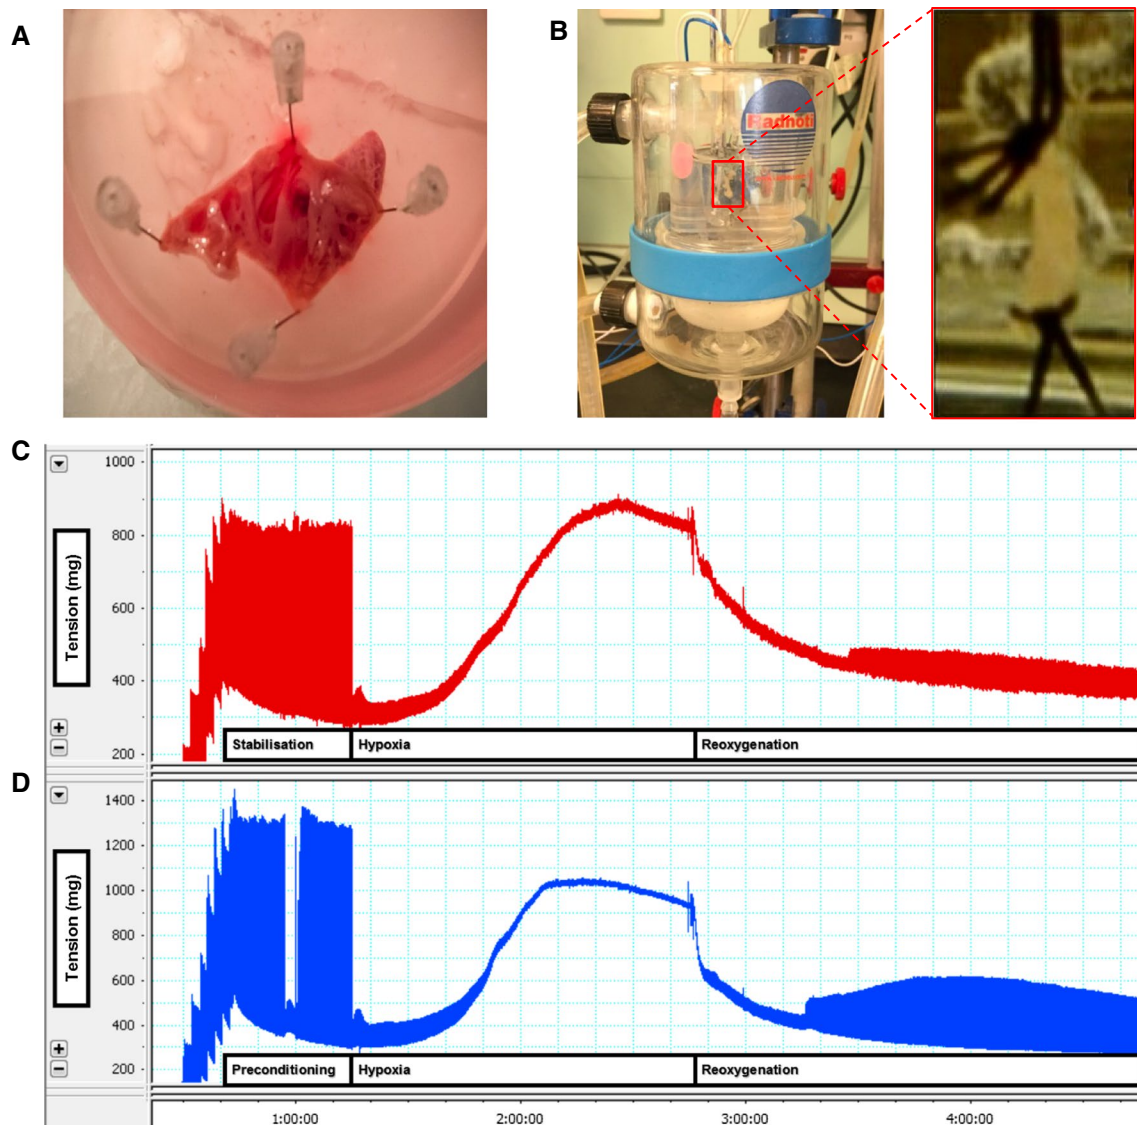 A
B
Radnoti
C
1000
800
600
400
200
Tension (mg)
Stabilisation
Hypoxia
Reoxygenation
D
1400
1200
1000
800
600
400
200
Tension (mg)
Preconditioning
Hypoxia
Reoxygenation
1:00:00
2:00:00
3:00:00
4:00:00